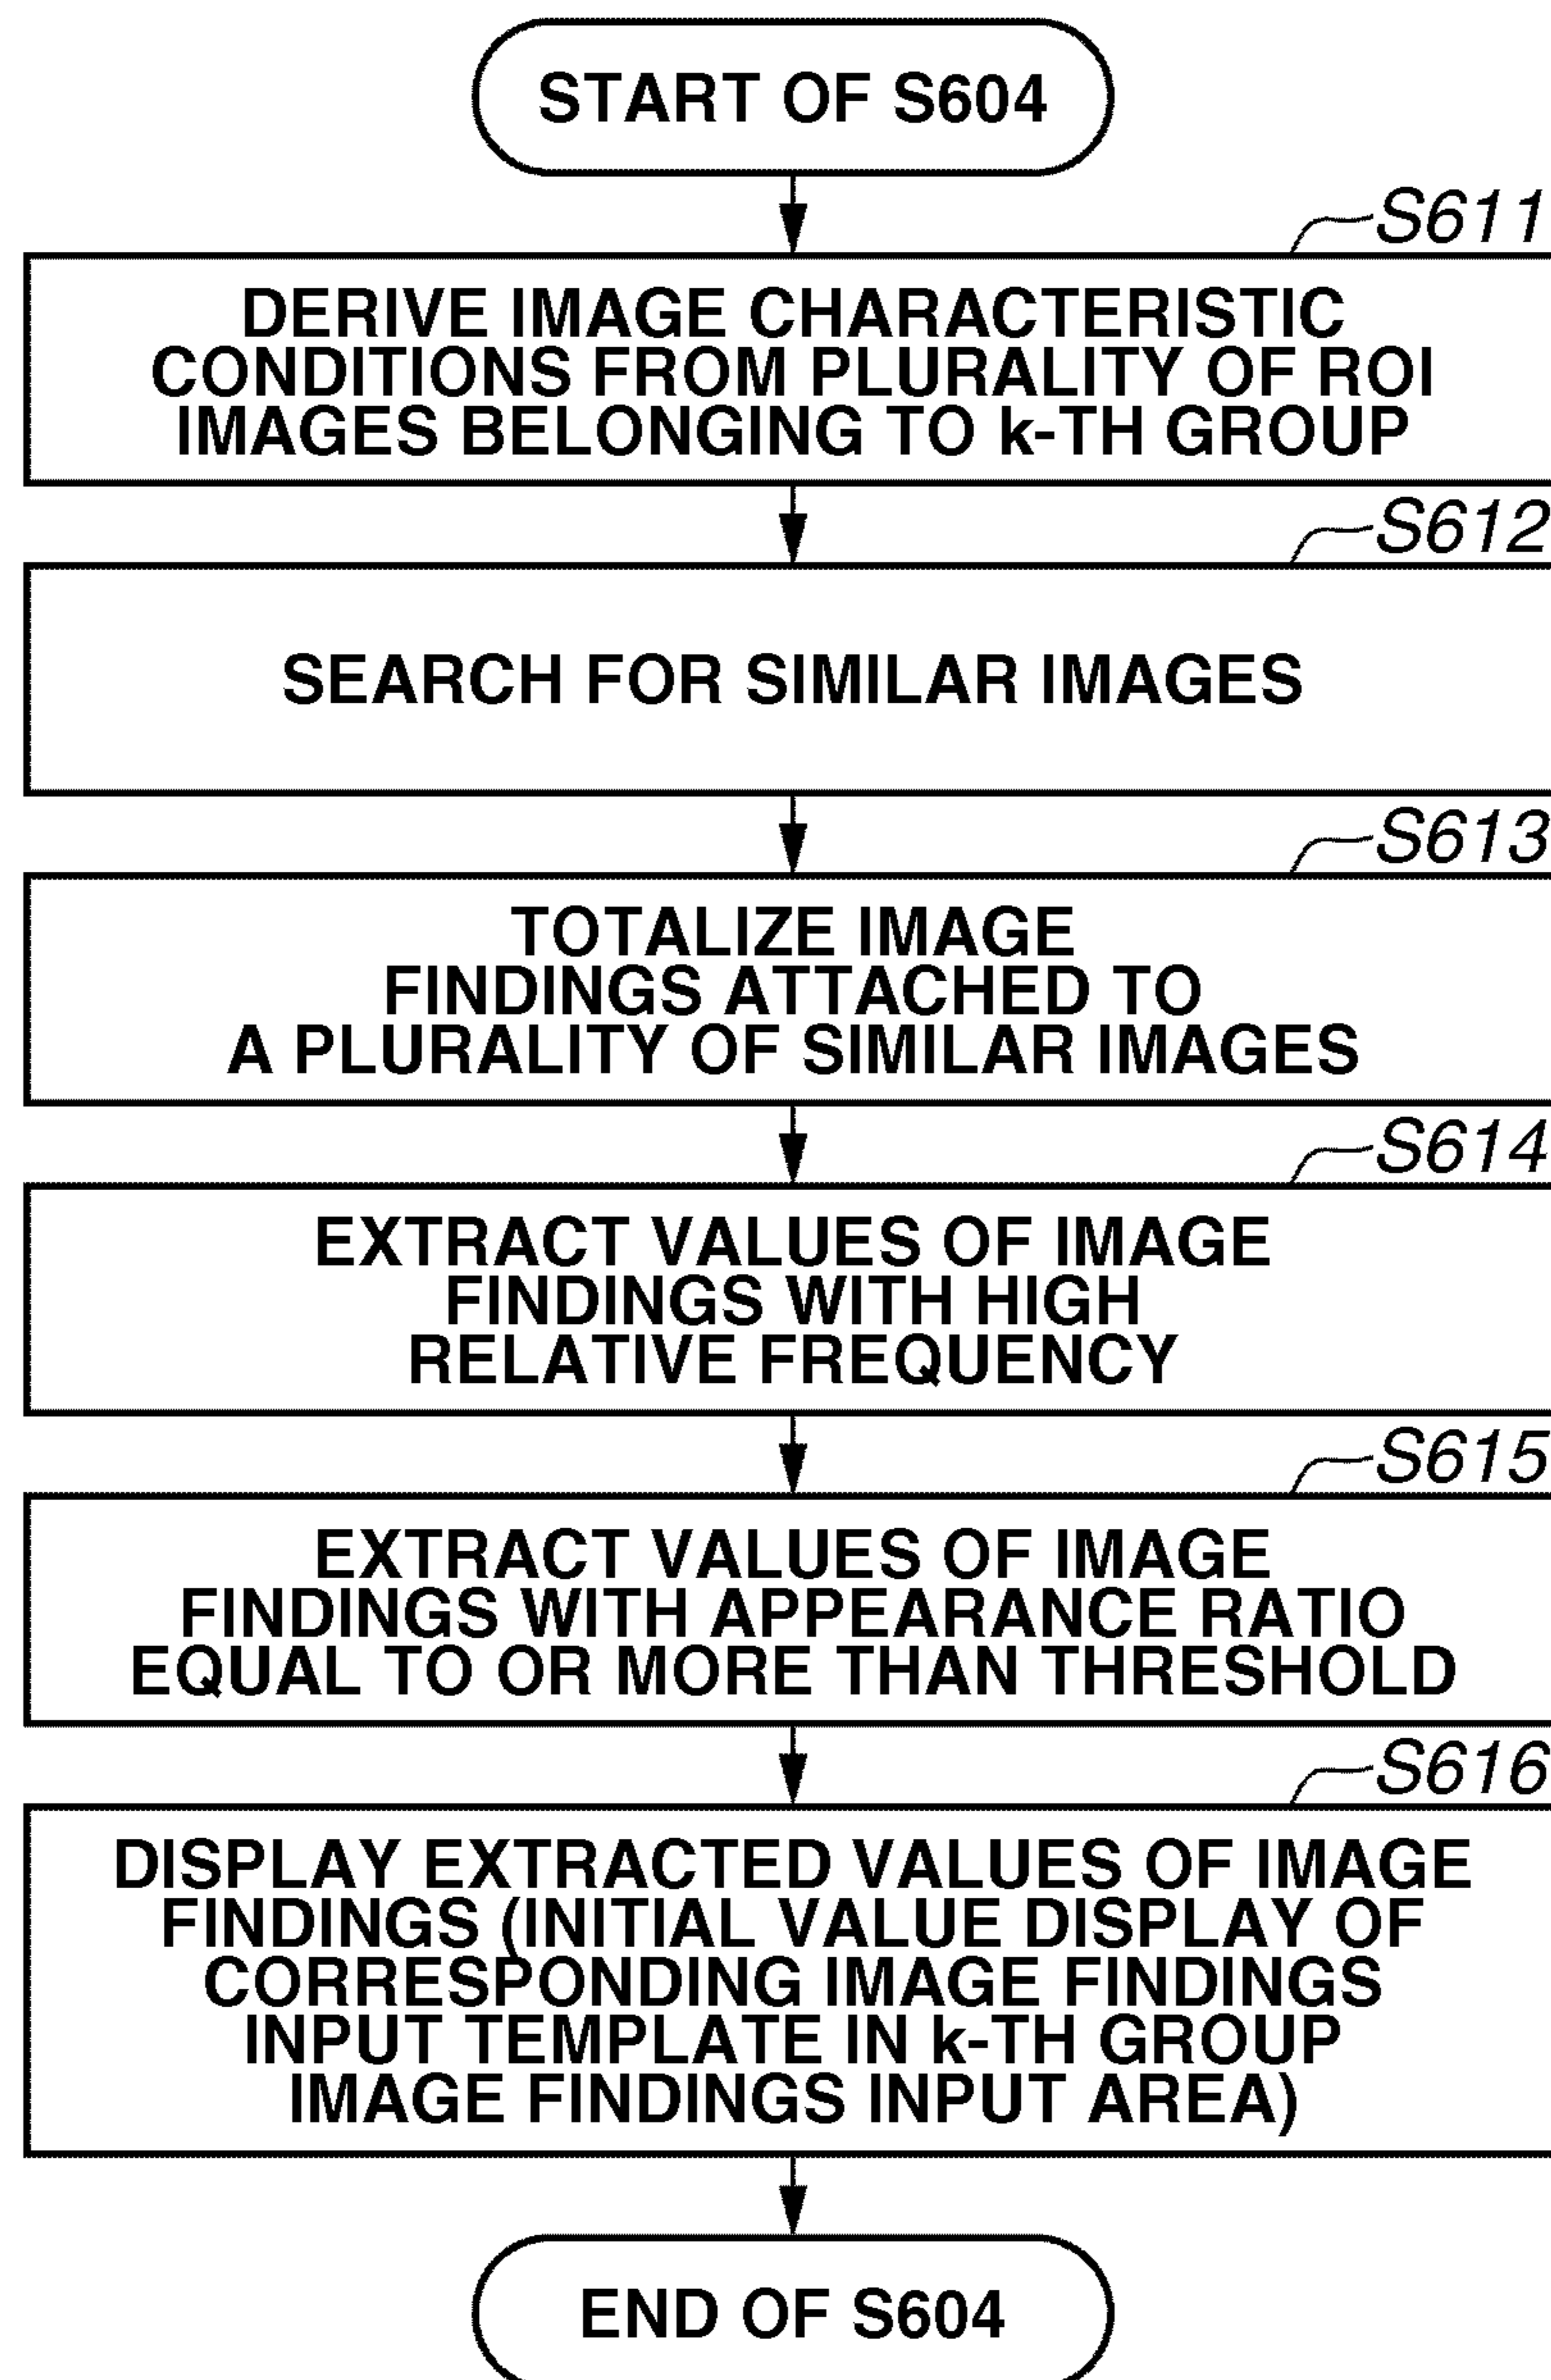 START OF S604
S611
DERIVE IMAGE CHARACTERISTIC
CONDITIONS FROM PLURALITY OF ROI
IMAGES BELONGING TO k-TH GROUP
S612
SEARCH FOR SIMILAR IMAGES
S613
TOTALIZE IMAGE
FINDINGS ATTACHED TO
A PLURALITY OF SIMILAR IMAGES
S614
EXTRACT VALUES OF IMAGE
FINDINGS WITH HIGH
RELATIVE FREQUENCY
S615
EXTRACT VALUES OF IMAGE
FINDINGS WITH APPEARANCE RATIO
EQUAL TO OR MORE THAN THRESHOLD
S616
DISPLAY EXTRACTED VALUES OF IMAGE
FINDINGS (INITIAL VALUE DISPLAY OF
CORRESPONDING IMAGE FINDINGS
INPUT TEMPLATE IN k-TH GROUP
IMAGE FINDINGS INPUT AREA)
END OF S604